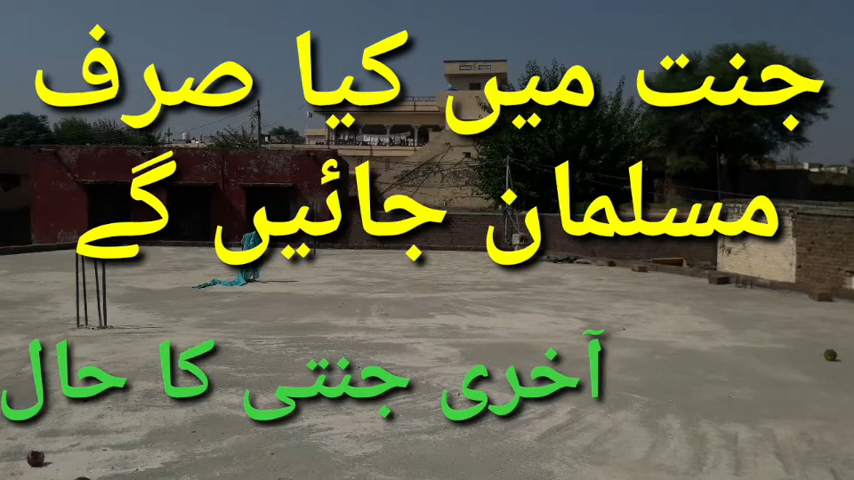 جنت میں کیا صرف
مسلمان جائیں گے
آخری جنتی کا حال